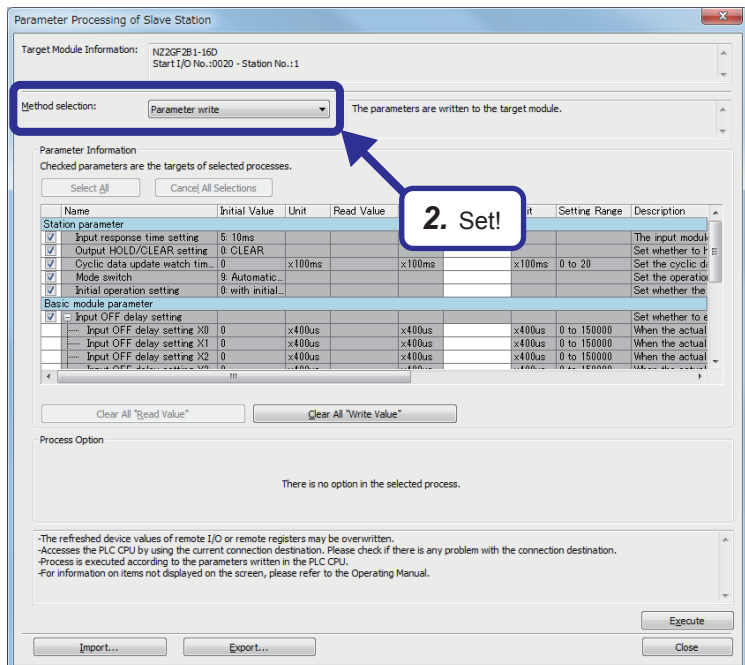 Parameter Processing of Slave Station
Target Module Information:
NZ2GF2B1-16D
Start I/O No.:0020 - Station No.:1
Method selection:
Parameter write
The parameters are written to the target module.
2. Set!
Parameter Information
Checked parameters are the targets of selected processes.
Select All
Cancel All Selections
Name Initial Value Unit Read Value it Setting Range Description
Station parameter
Input response time setting 5: 10ms The input modul
Output HOLD/CLEAR setting 0: CLEAR Set whether to h
Cyclic data update watch tim... 0 x100ms x100ms x100ms 0 to 20 Set the cyclic da
Mode switch 9: Automatic... Set the operation
Initial operation setting 0: with initial... Set whether the
Basic module parameter
Input OFF delay setting Set whether to e
Input OFF delay setting X0 0 x400us x400us x400us 0 to 150000 When the actual
Input OFF delay setting X1 0 x400us x400us x400us 0 to 150000 When the actual
Input OFF delay setting X2 0 x400us x400us x400us 0 to 150000 When the actual
Clear All "Read Value"
Clear All "Write Value"
Process Option
There is no option in the selected process.
-The refreshed device values of remote I/O or remote registers may be overwritten.
-Accesses the PLC CPU by using the current connection destination. Please check if there is any problem with the connection destination.
-Process is executed according to the parameters written in the PLC CPU.
-For information on items not displayed on the screen, please refer to the Operating Manual.
Execute
Import...
Export...
Close